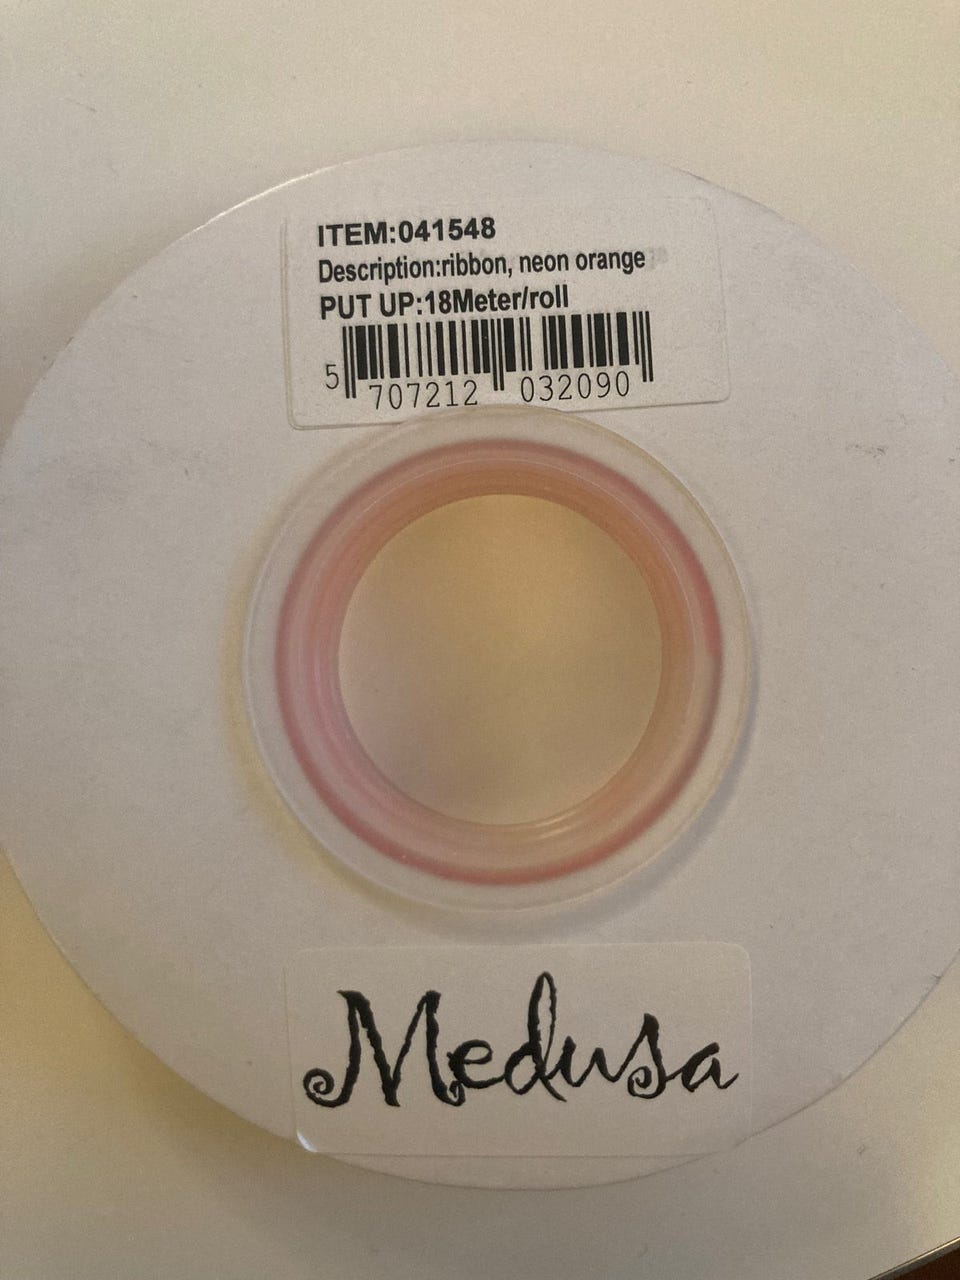 ITEM:041548
Description:ribbon, neon orange
PUT UP:18Meter/roll
5 707212 032090
Medusa